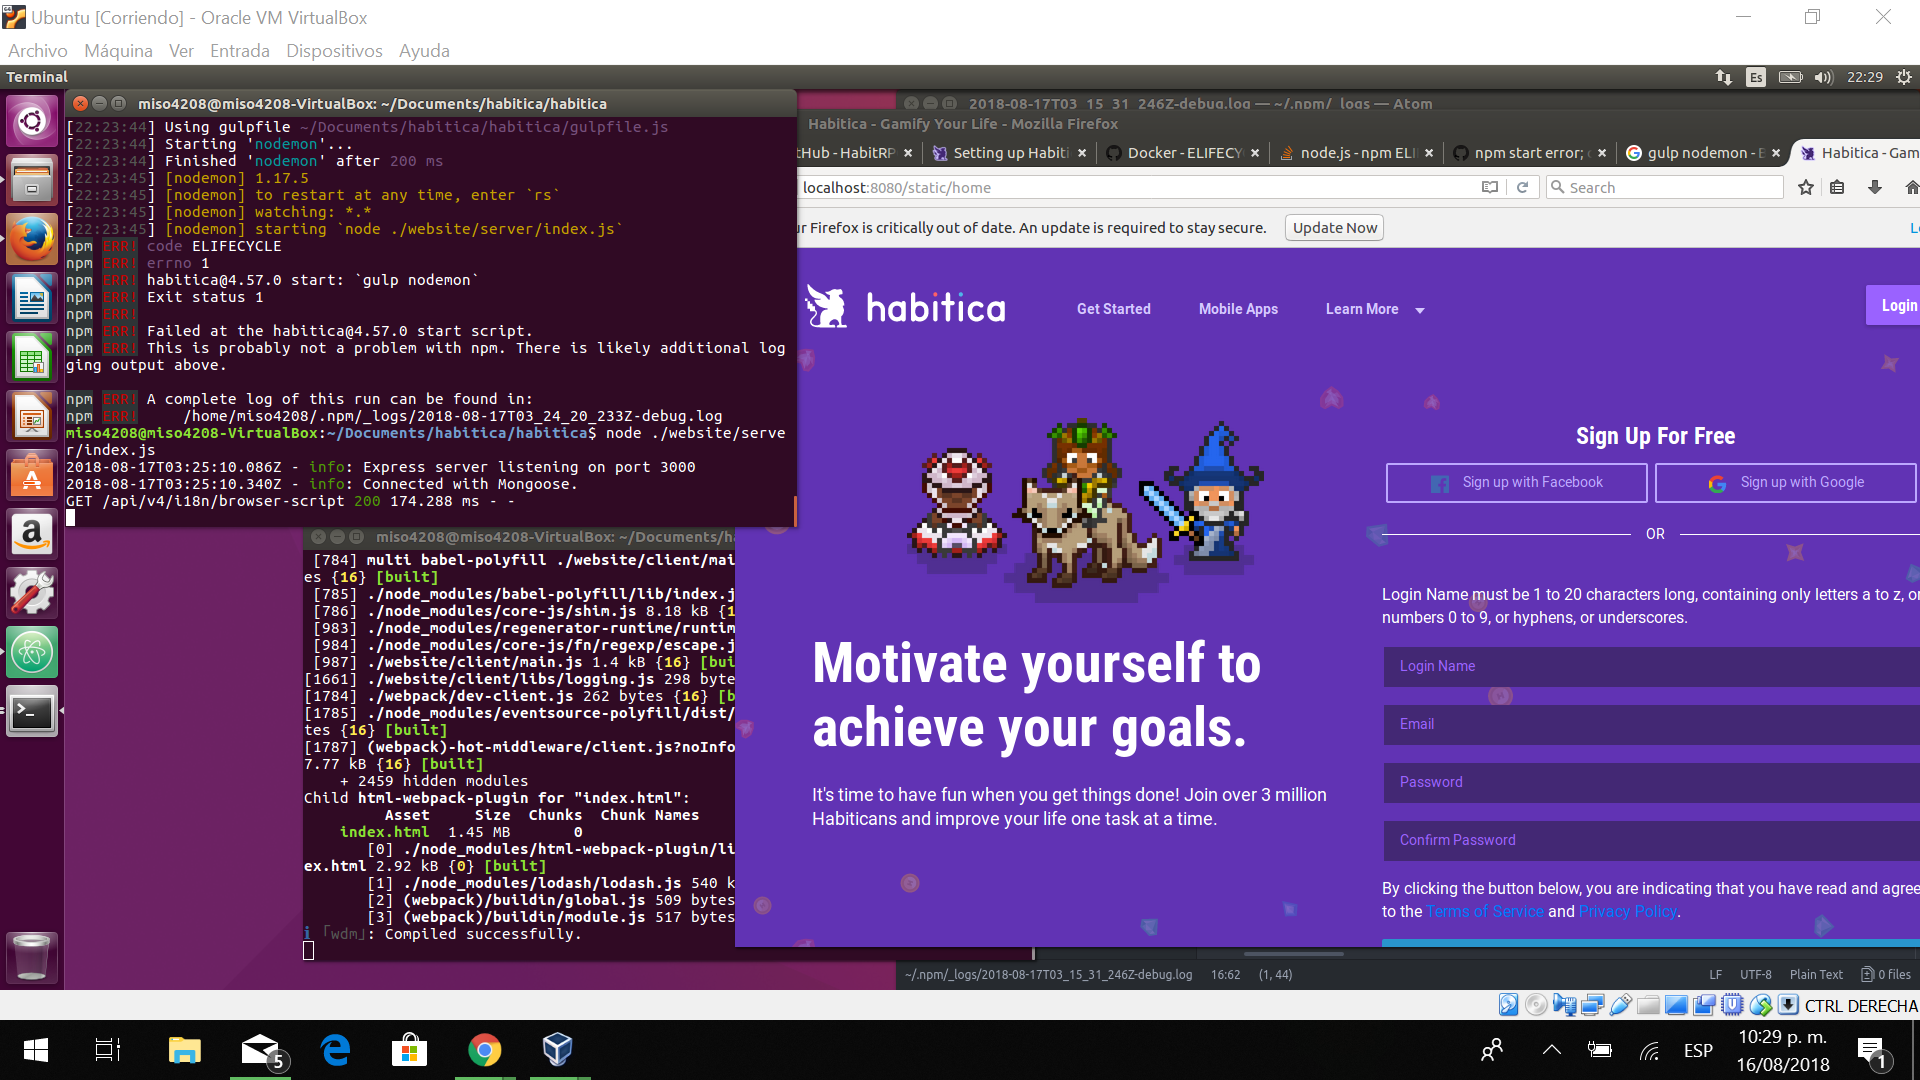 Ubuntu [Corriendo] - Oracle VM VirtualBox
Archivo Máquina Ver Entrada Dispositivos Ayuda
Terminal
Es
22:29
miso4208@miso4208-VirtualBox: ~/Documents/habitica/habitica
[22:23:44] Using gulpfile ~/Documents/habitica/habitica/gulpfile.js
[22:23:44] Starting 'nodemon'...
[22:23:44] Finished 'nodemon' after 200 ms
[22:23:45] [nodemon] 1.17.5
[22:23:45] [nodemon] to restart at any time, enter `rs`
[22:23:45] [nodemon] watching: *.*
[22:23:45] [nodemon] starting `node ./website/server/index.js`
npm ERR! code ELIFECYCLE
npm ERR! errno 1
npm ERR! habitica@4.57.0 start: `gulp nodemon`
npm ERR! Exit status 1
npm ERR!
npm ERR! Failed at the habitica@4.57.0 start script.
npm ERR! This is probably not a problem with npm. There is likely additional log
ging output above.
npm ERR! A complete log of this run can be found in:
npm ERR!     /home/miso4208/.npm/_logs/2018-08-17T03_24_20_233Z-debug.log
miso4208@miso4208-VirtualBox:~/Documents/habitica/habitica$ node ./website/serve
r/index.js
2018-08-17T03:25:10.086Z - info: Express server listening on port 3000
2018-08-17T03:25:10.340Z - info: Connected with Mongoose.
GET /api/v4/i18n/browser-script 200 174.288 ms - -
miso4208@miso4208-VirtualBox: ~/Documents/h
[784] multi babel-polyfill ./website/client/mai
es {16} [built]
[785] ./node_modules/babel-polyfill/lib/index.j
[786] ./node_modules/core-js/shim.js 8.18 kB {1
[983] ./node_modules/regenerator-runtime/runtim
[984] ./node_modules/core-js/fn/regexp/escape.j
[987] ./website/client/main.js 1.4 kB {16} [bui
[1661] ./website/client/libs/logging.js 298 byte
[1784] ./webpack/dev-client.js 262 bytes {16} [b
[1785] ./node_modules/eventsource-polyfill/dist/
tes {16} [built]
[1787] (webpack)-hot-middleware/client.js?noInfo
7.77 kB {16} [built]
+ 2459 hidden modules
Child html-webpack-plugin for "index.html":
Asset Size Chunks Chunk Names
index.html 1.45 MB 0
[0] ./node_modules/html-webpack-plugin/li
ex.html 2.92 kB {0} [built]
[1] ./node_modules/lodash/lodash.js 540 k
[2] (webpack)/buildin/global.js 509 bytes
[3] (webpack)/buildin/module.js 517 bytes
ℹ ｢wdm｣: Compiled successfully.
2018-08-17T03_15_31_246Z-debug.log — ~/.npm/_logs — Atom
Habitica - Gamify Your Life - Mozilla Firefox
tHub - HabitRP
Setting up Habiti
Docker - ELIFECY
node.js - npm ELI
npm start error;
gulp nodemon - B
Habitica - Gam
localhost:8080/static/home
Search
ur Firefox is critically out of date. An update is required to stay secure.
Update Now
habitica
Get Started
Mobile Apps
Learn More
Login
Motivate yourself to
achieve your goals.
It's time to have fun when you get things done! Join over 3 million
Habiticans and improve your life one task at a time.
Sign Up For Free
Sign up with Facebook
Sign up with Google
OR
Login Name must be 1 to 20 characters long, containing only letters a to z, or
numbers 0 to 9, or hyphens, or underscores.
Login Name
Email
Password
Confirm Password
By clicking the button below, you are indicating that you have read and agree
to the Terms of Service and Privacy Policy.
~/.npm/_logs/2018-08-17T03_15_31_246Z-debug.log 16:62 (1, 44)
LF UTF-8 Plain Text 0 files
CTRL DERECHA
5
ESP
10:29 p. m.
16/08/2018
1